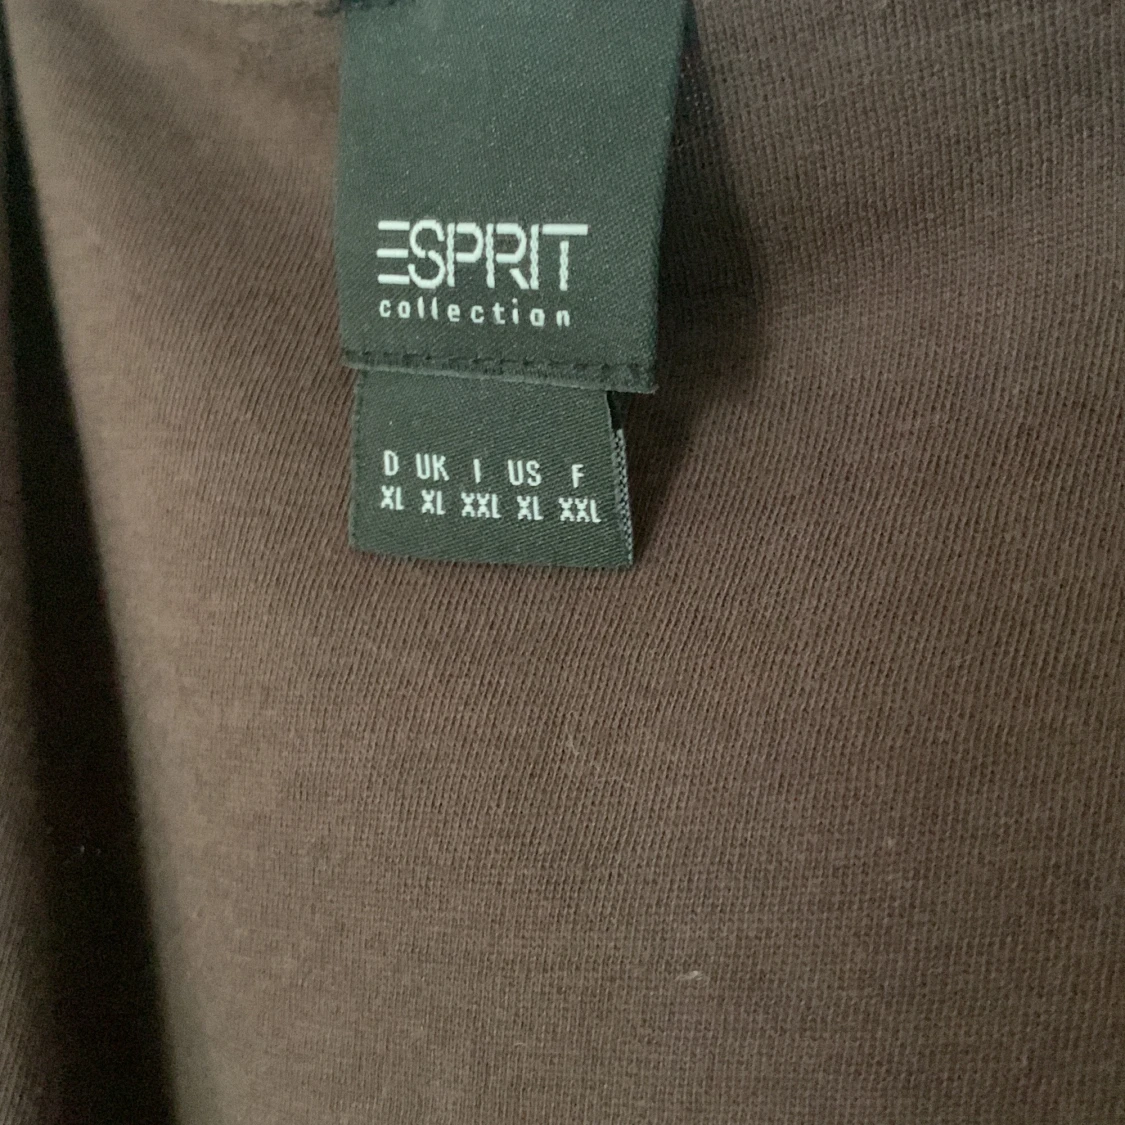 ESPRIT
collection
D UK I US F
XL XL XXL XL XXL